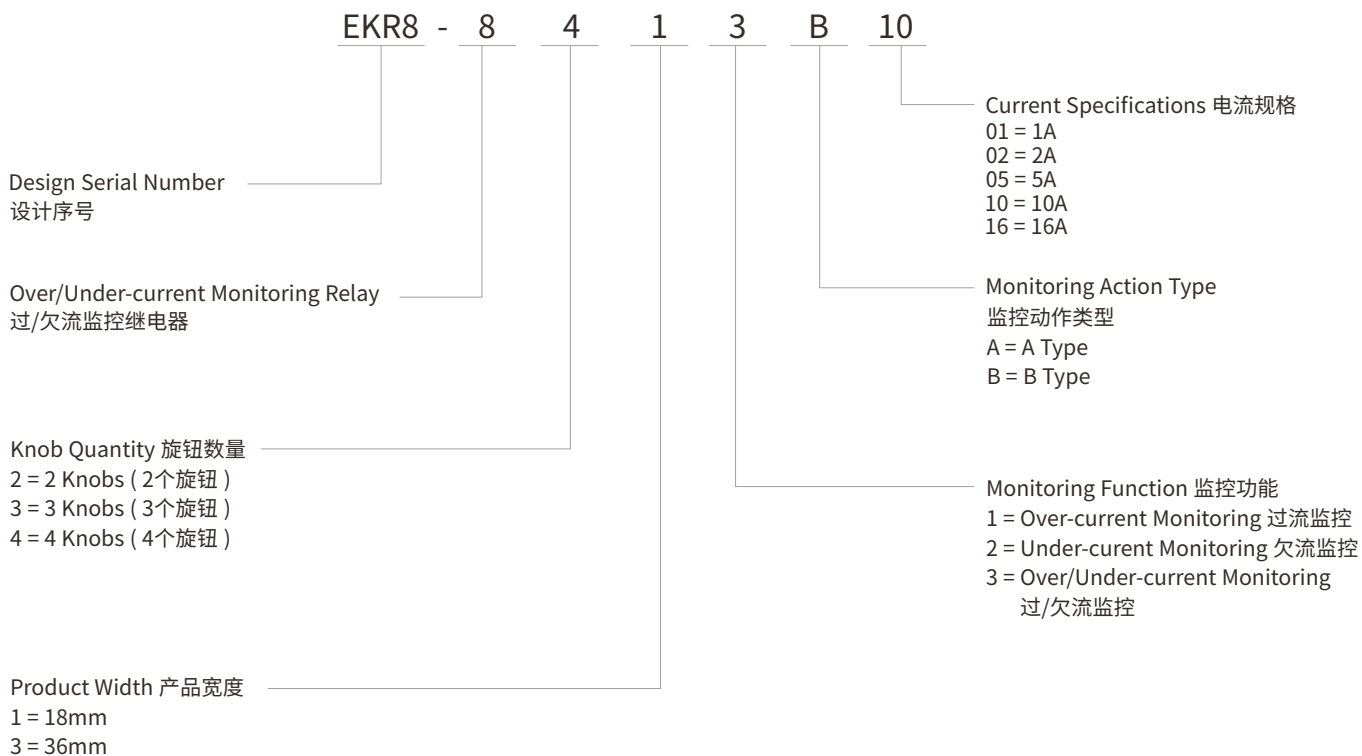 EKR8 - 8 4 1 3 B 10
Design Serial Number
设计序号
Over/Under-current Monitoring Relay
过/欠流监控继电器
Knob Quantity 旋钮数量
2 = 2 Knobs ( 2个旋钮 )
3 = 3 Knobs ( 3个旋钮 )
4 = 4 Knobs ( 4个旋钮 )
Product Width 产品宽度
1 = 18mm
3 = 36mm
Current Specifications 电流规格
01 = 1A
02 = 2A
05 = 5A
10 = 10A
16 = 16A
Monitoring Action Type
监控动作类型
A = A Type
B = B Type
Monitoring Function 监控功能
1 = Over-current Monitoring 过流监控
2 = Under-curent Monitoring 欠流监控
3 = Over/Under-current Monitoring
过/欠流监控